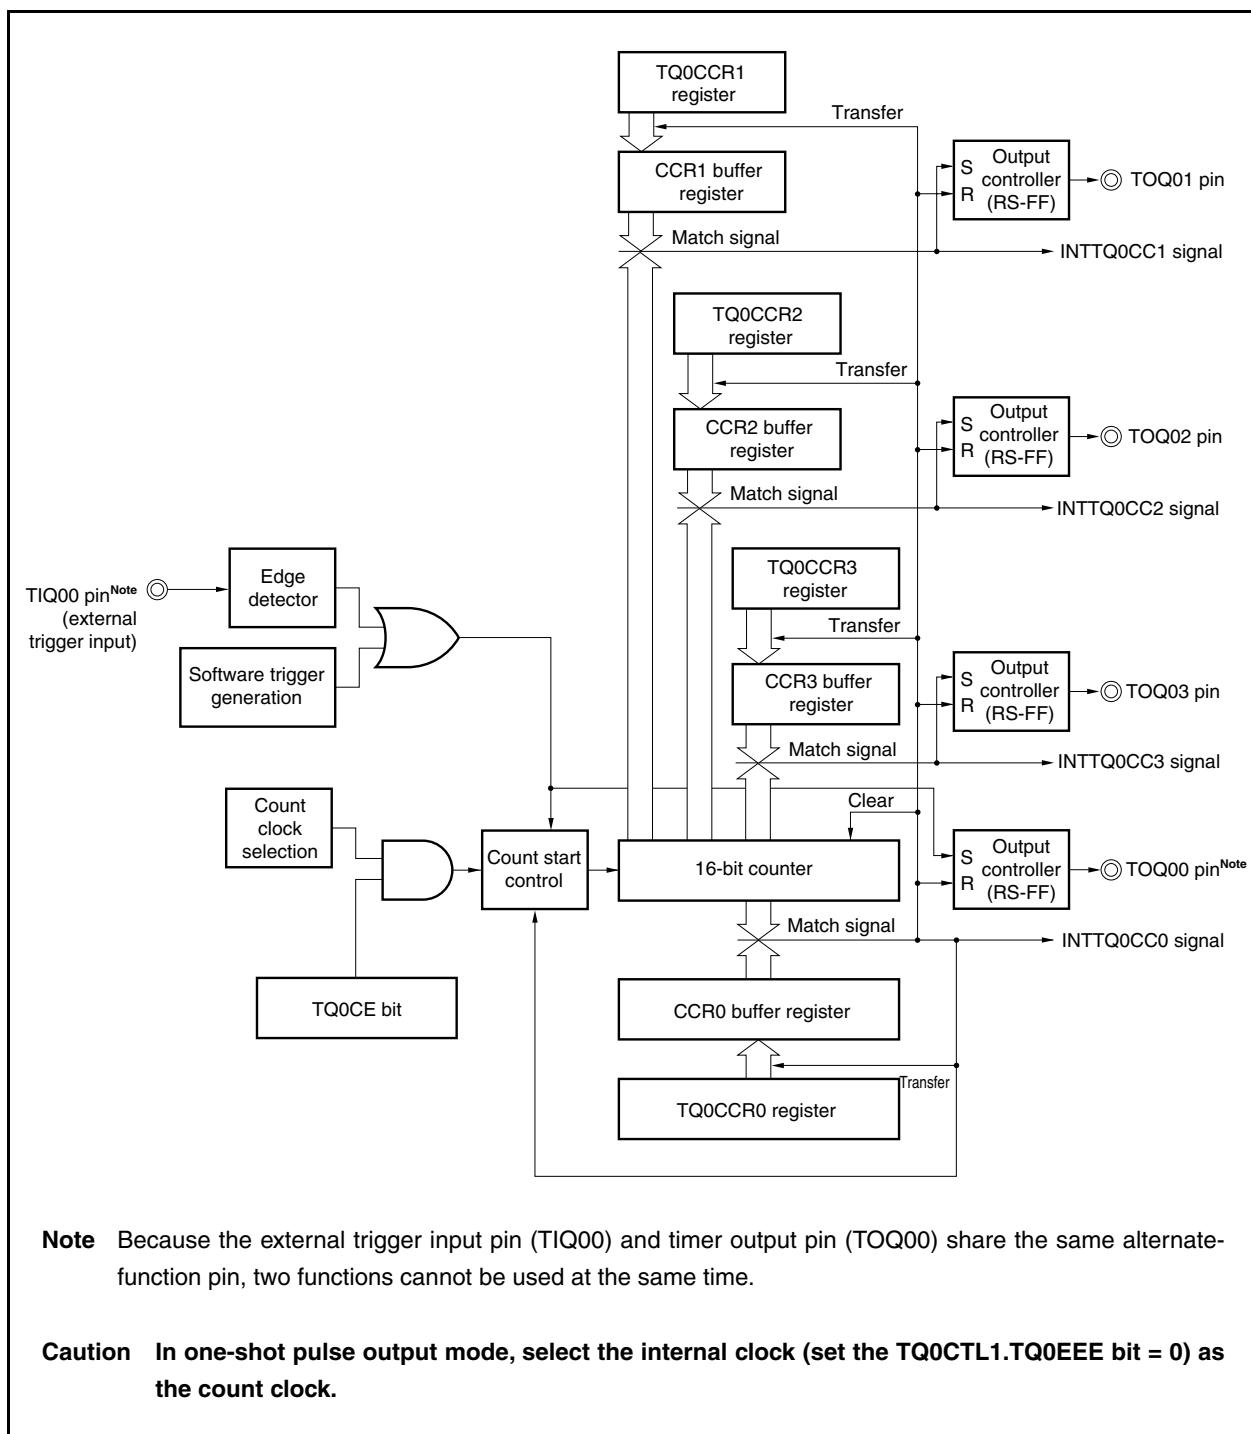 TQ0CCR1
register
Transfer
CCR1 buffer
register
S
R
Output
controller
(RS-FF)
TOQ01 pin
Match signal
INTTQ0CC1 signal
TQ0CCR2
register
Transfer
CCR2 buffer
register
S
R
Output
controller
(RS-FF)
TOQ02 pin
Match signal
INTTQ0CC2 signal
TIQ00 pinNote
(external
trigger input)
Edge
detector
Software trigger
generation
TQ0CCR3
register
Transfer
CCR3 buffer
register
S
R
Output
controller
(RS-FF)
TOQ03 pin
Match signal
INTTQ0CC3 signal
Count
clock
selection
Clear
Count start
control
16-bit counter
S
R
Output
controller
(RS-FF)
TOQ00 pinNote
Match signal
INTTQ0CC0 signal
TQ0CE bit
CCR0 buffer register
Transfer
TQ0CCR0 register
Note Because the external trigger input pin (TIQ00) and timer output pin (TOQ00) share the same alternate-
function pin, two functions cannot be used at the same time.
Caution In one-shot pulse output mode, select the internal clock (set the TQ0CTL1.TQ0EEE bit = 0) as
the count clock.